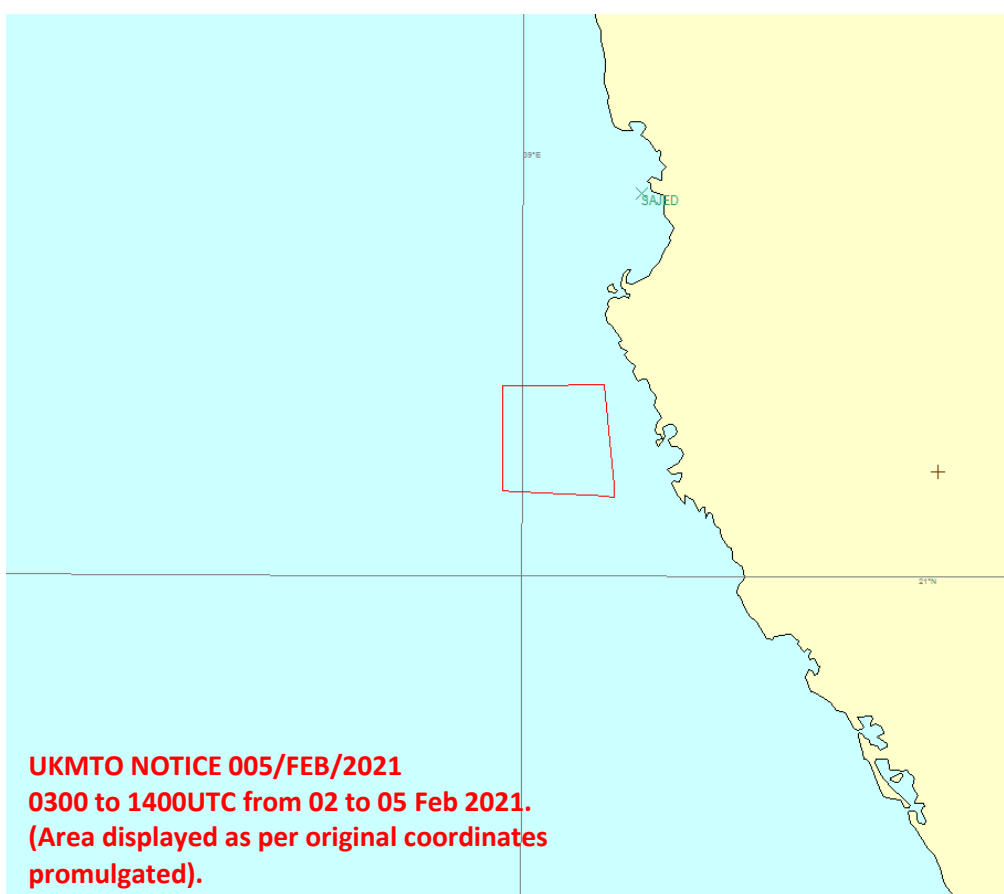 39°E
SAJED
21°N
UKMTO NOTICE 005/FEB/2021
0300 to 1400UTC from 02 to 05 Feb 2021.
(Area displayed as per original coordinates
promulgated).